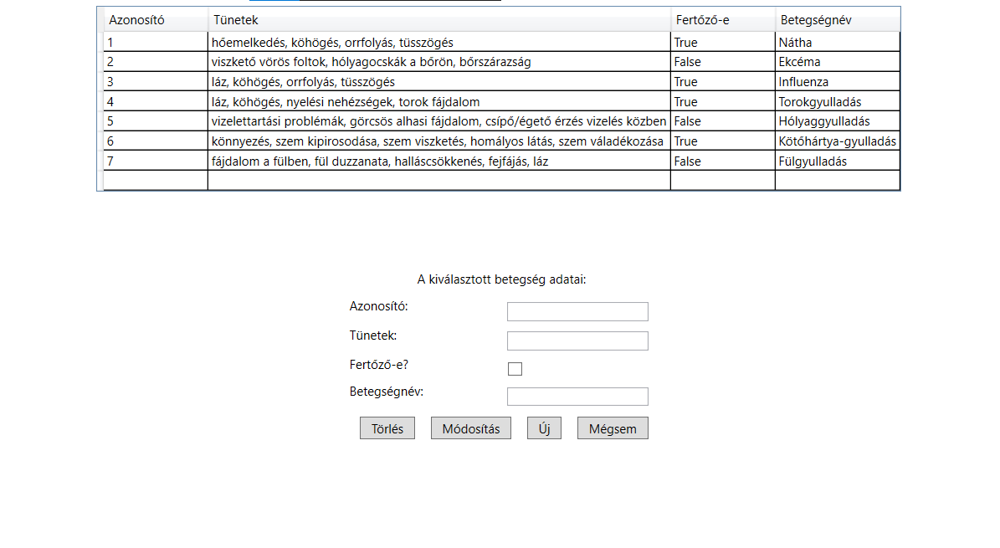 Azonosító Tünetek Fertőző-e Betegségnév
1 hőemelkedés, köhögés, orrfolyás, tüsszögés True Nátha
2 viszkető vörös foltok, hólyagocskák a bőrön, bőrszárazság False Ekcéma
3 láz, köhögés, orrfolyás, tüsszögés True Influenza
4 láz, köhögés, nyelési nehézségek, torok fájdalom True Torokgyulladás
5 vizelettartási problémák, görcsös alhasi fájdalom, csípő/égető érzés vizelés közben False Hólyaggyulladás
6 könnyezés, szem kipirosodása, szem viszketés, homályos látás, szem váladékozása True Kötőhártya-gyulladás
7 fájdalom a fülben, fül duzzanata, halláscsökkenés, fejfájás, láz False Fülgyulladás
A kiválasztott betegség adatai:
Azonosító:
Tünetek:
Fertőző-e?
Betegségnév:
Törlés Módosítás Új Mégsem